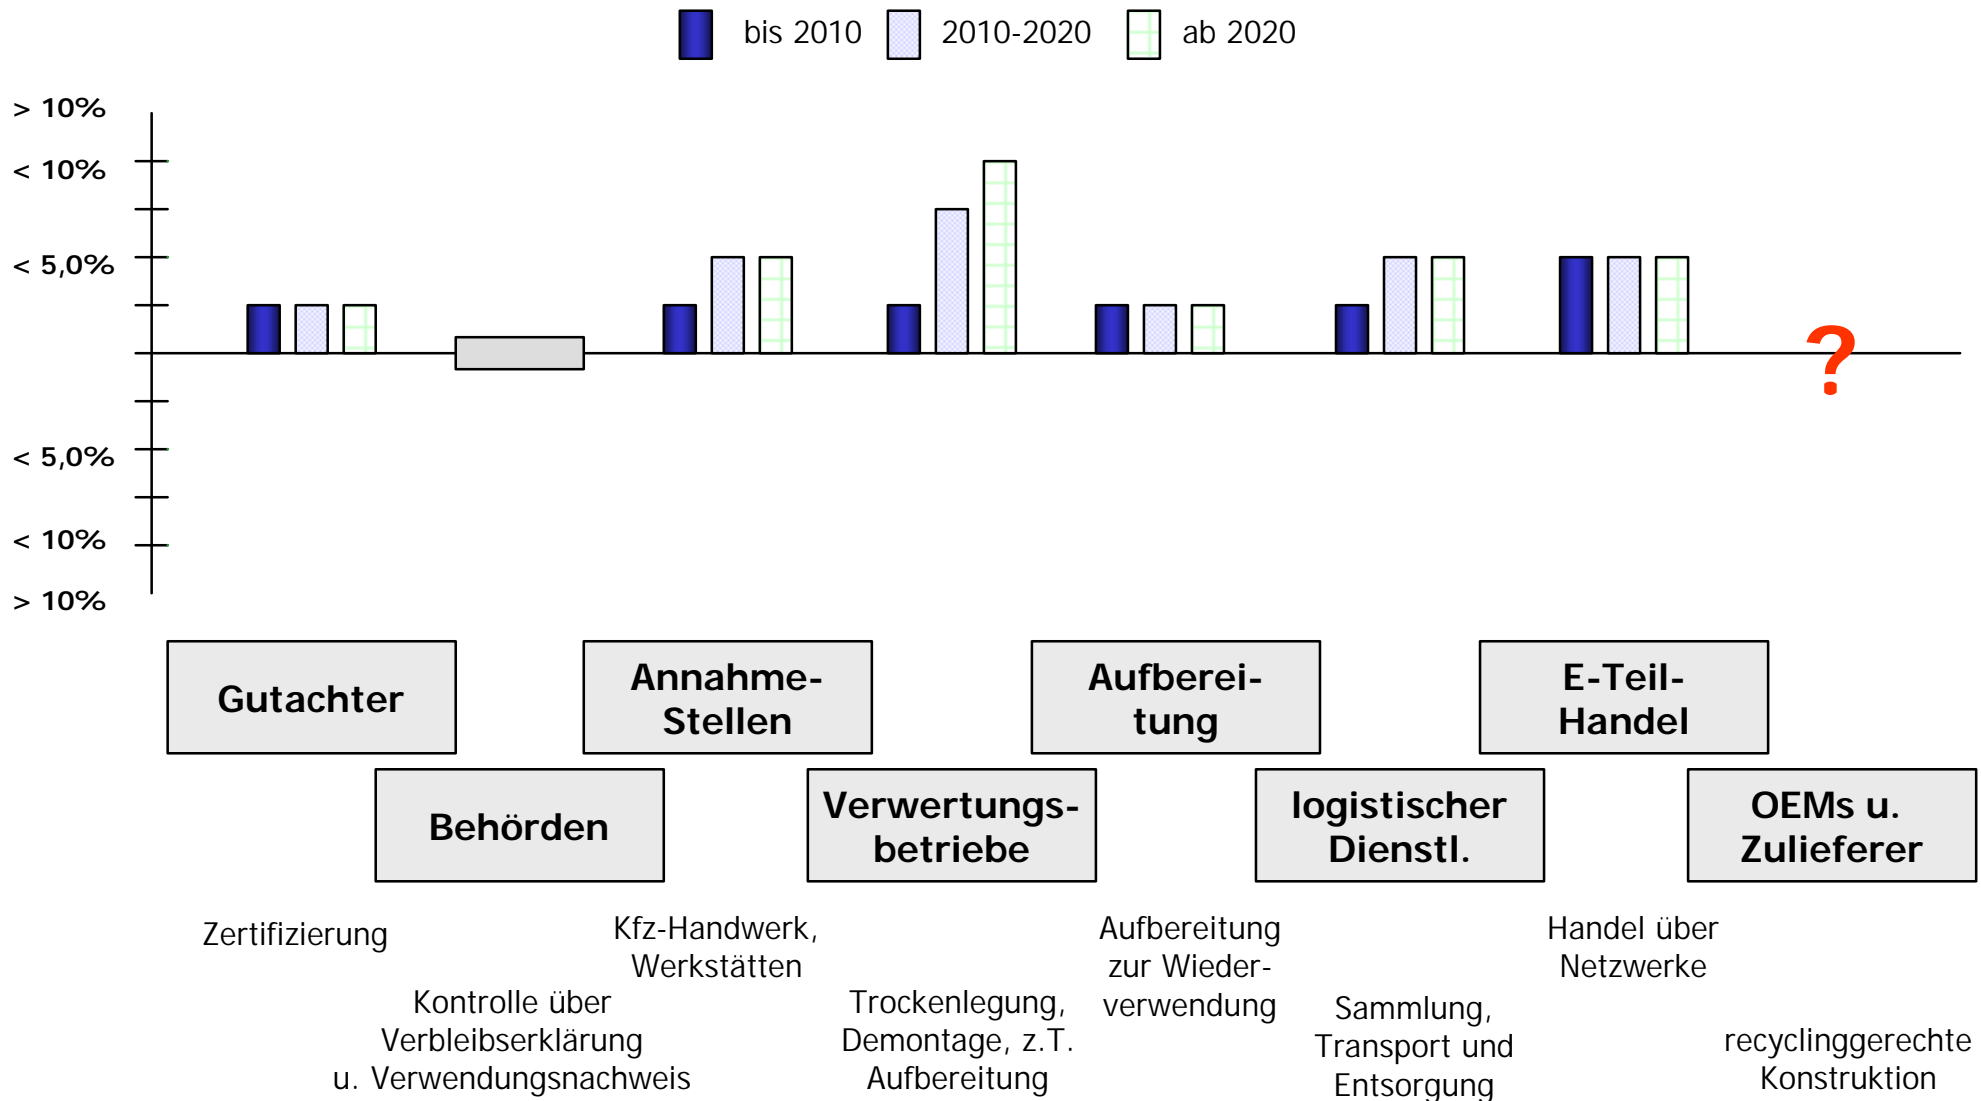 bis 2010
2010-2020
ab 2020
> 10%
< 10%
< 5,0%
< 5,0%
< 10%
> 10%
?
Gutachter
Annahme-
Stellen
Aufberei-
tung
E-Teil-
Handel
Behörden
Verwertungs-
betriebe
logistischer
Dienstl.
OEMs u.
Zulieferer
Zertifizierung
Kfz-Handwerk,
Werkstätten
Aufbereitung
zur Wieder-
verwendung
Handel über
Netzwerke
Kontrolle über
Verbleibserklärung
u. Verwendungsnachweis
Trockenlegung,
Demontage, z.T.
Aufbereitung
Sammlung,
Transport und
Entsorgung
recyclinggerechte
Konstruktion